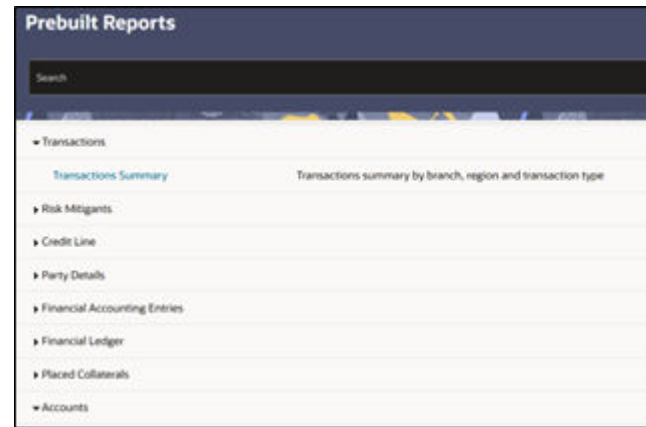 Prebuilt Reports
Search
Transactions
Transactions Summary Transactions summary by branch, region and transaction type
Risk Mitigants
Credit Line
Party Details
Financial Accounting Entries
Financial Ledger
Placed Collaterals
Accounts